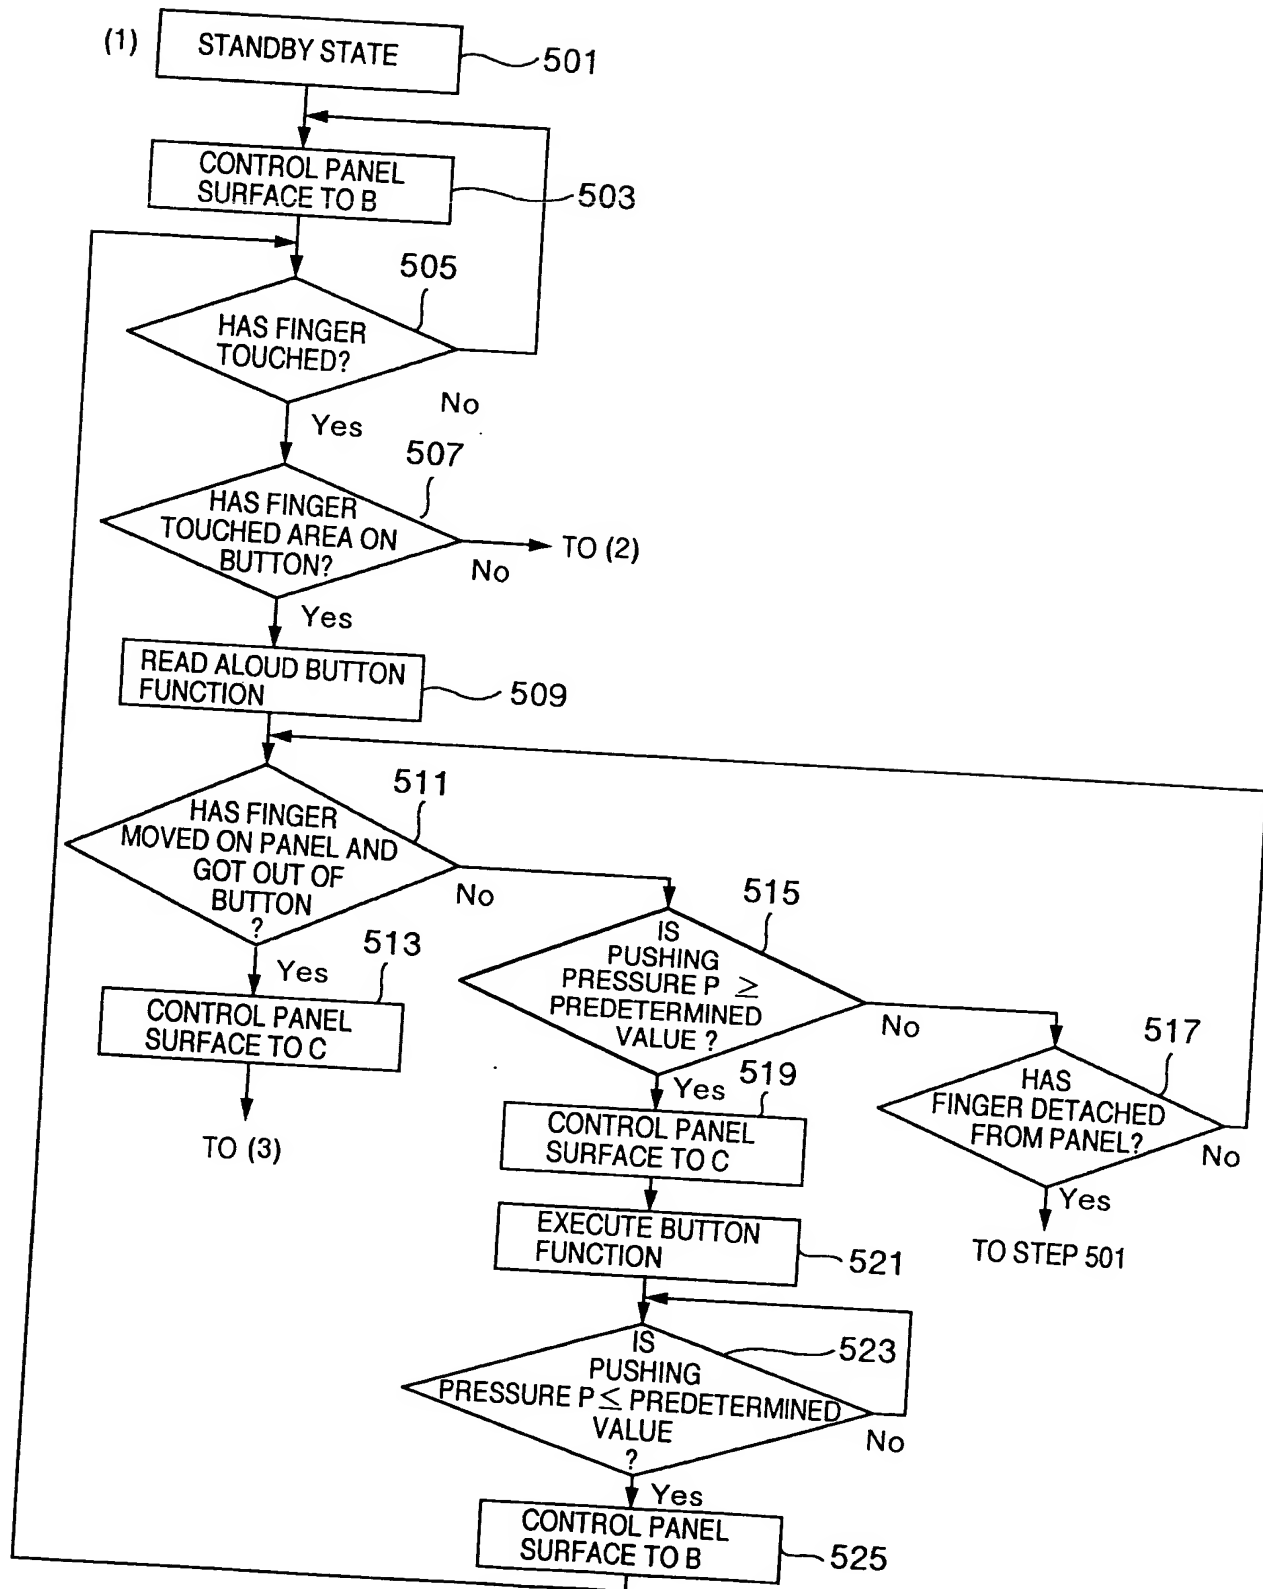 (1)
STANDBY STATE
501
CONTROL PANEL
SURFACE TO B
503
505
HAS FINGER
TOUCHED?
No
Yes
507
HAS FINGER
TOUCHED AREA ON
BUTTON?
TO (2)
No
Yes
READ ALOUD BUTTON
FUNCTION
509
511
HAS FINGER
MOVED ON PANEL AND
GOT OUT OF
BUTTON
?
No
Yes
513
CONTROL PANEL
SURFACE TO C
TO (3)
515
IS
PUSHING
PRESSURE P ≥
PREDETERMINED
VALUE ?
No
Yes
517
HAS
FINGER DETACHED
FROM PANEL?
No
Yes
TO STEP 501
519
CONTROL PANEL
SURFACE TO C
EXECUTE BUTTON
FUNCTION
521
IS
PUSHING
PRESSURE P ≤ PREDETERMINED
VALUE
?
523
No
Yes
CONTROL PANEL
SURFACE TO B
525